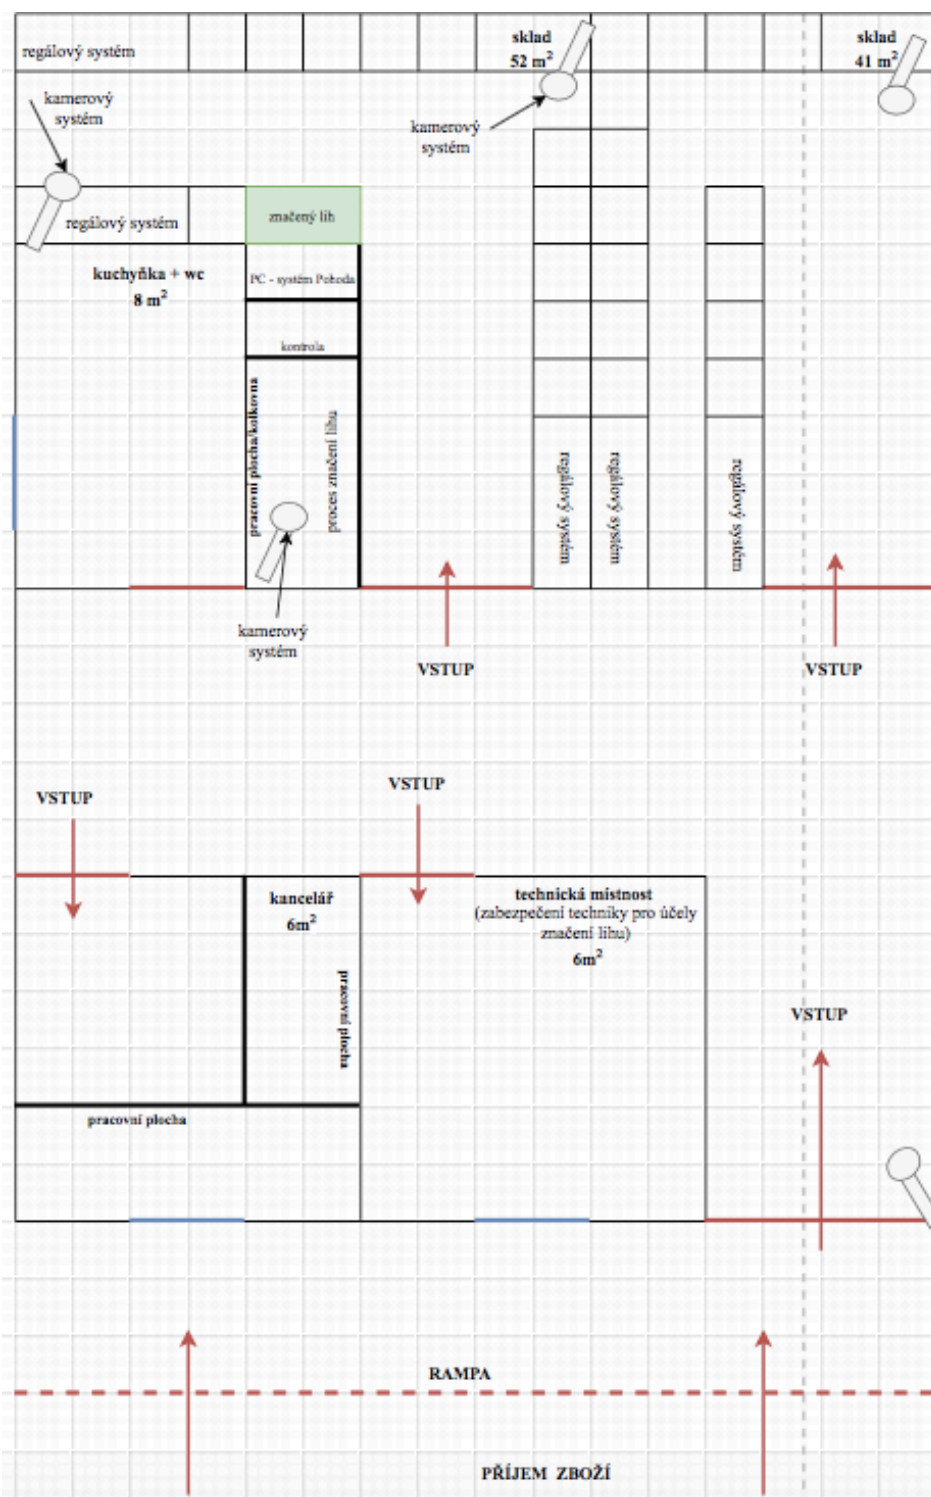 regálový systém
sklad
52 m²
sklad
41 m²
kamerový
systém
kamerový
systém
regálový systém
značený líh
kuchyňka + wc
8 m²
PC - systém Pohoda
kontrola
pracovní plocha/kolkovna
proces značení lihu
regálový systém
regálový systém
regálový systém
kamerový
systém
VSTUP
VSTUP
VSTUP
VSTUP
kancelář
6m²
technická místnost
(zabezpečení techniky pro účely
značení lihu)
6m²
pracovní plocha
VSTUP
pracovní plocha
RAMPA
PŘÍJEM ZBOŽÍ